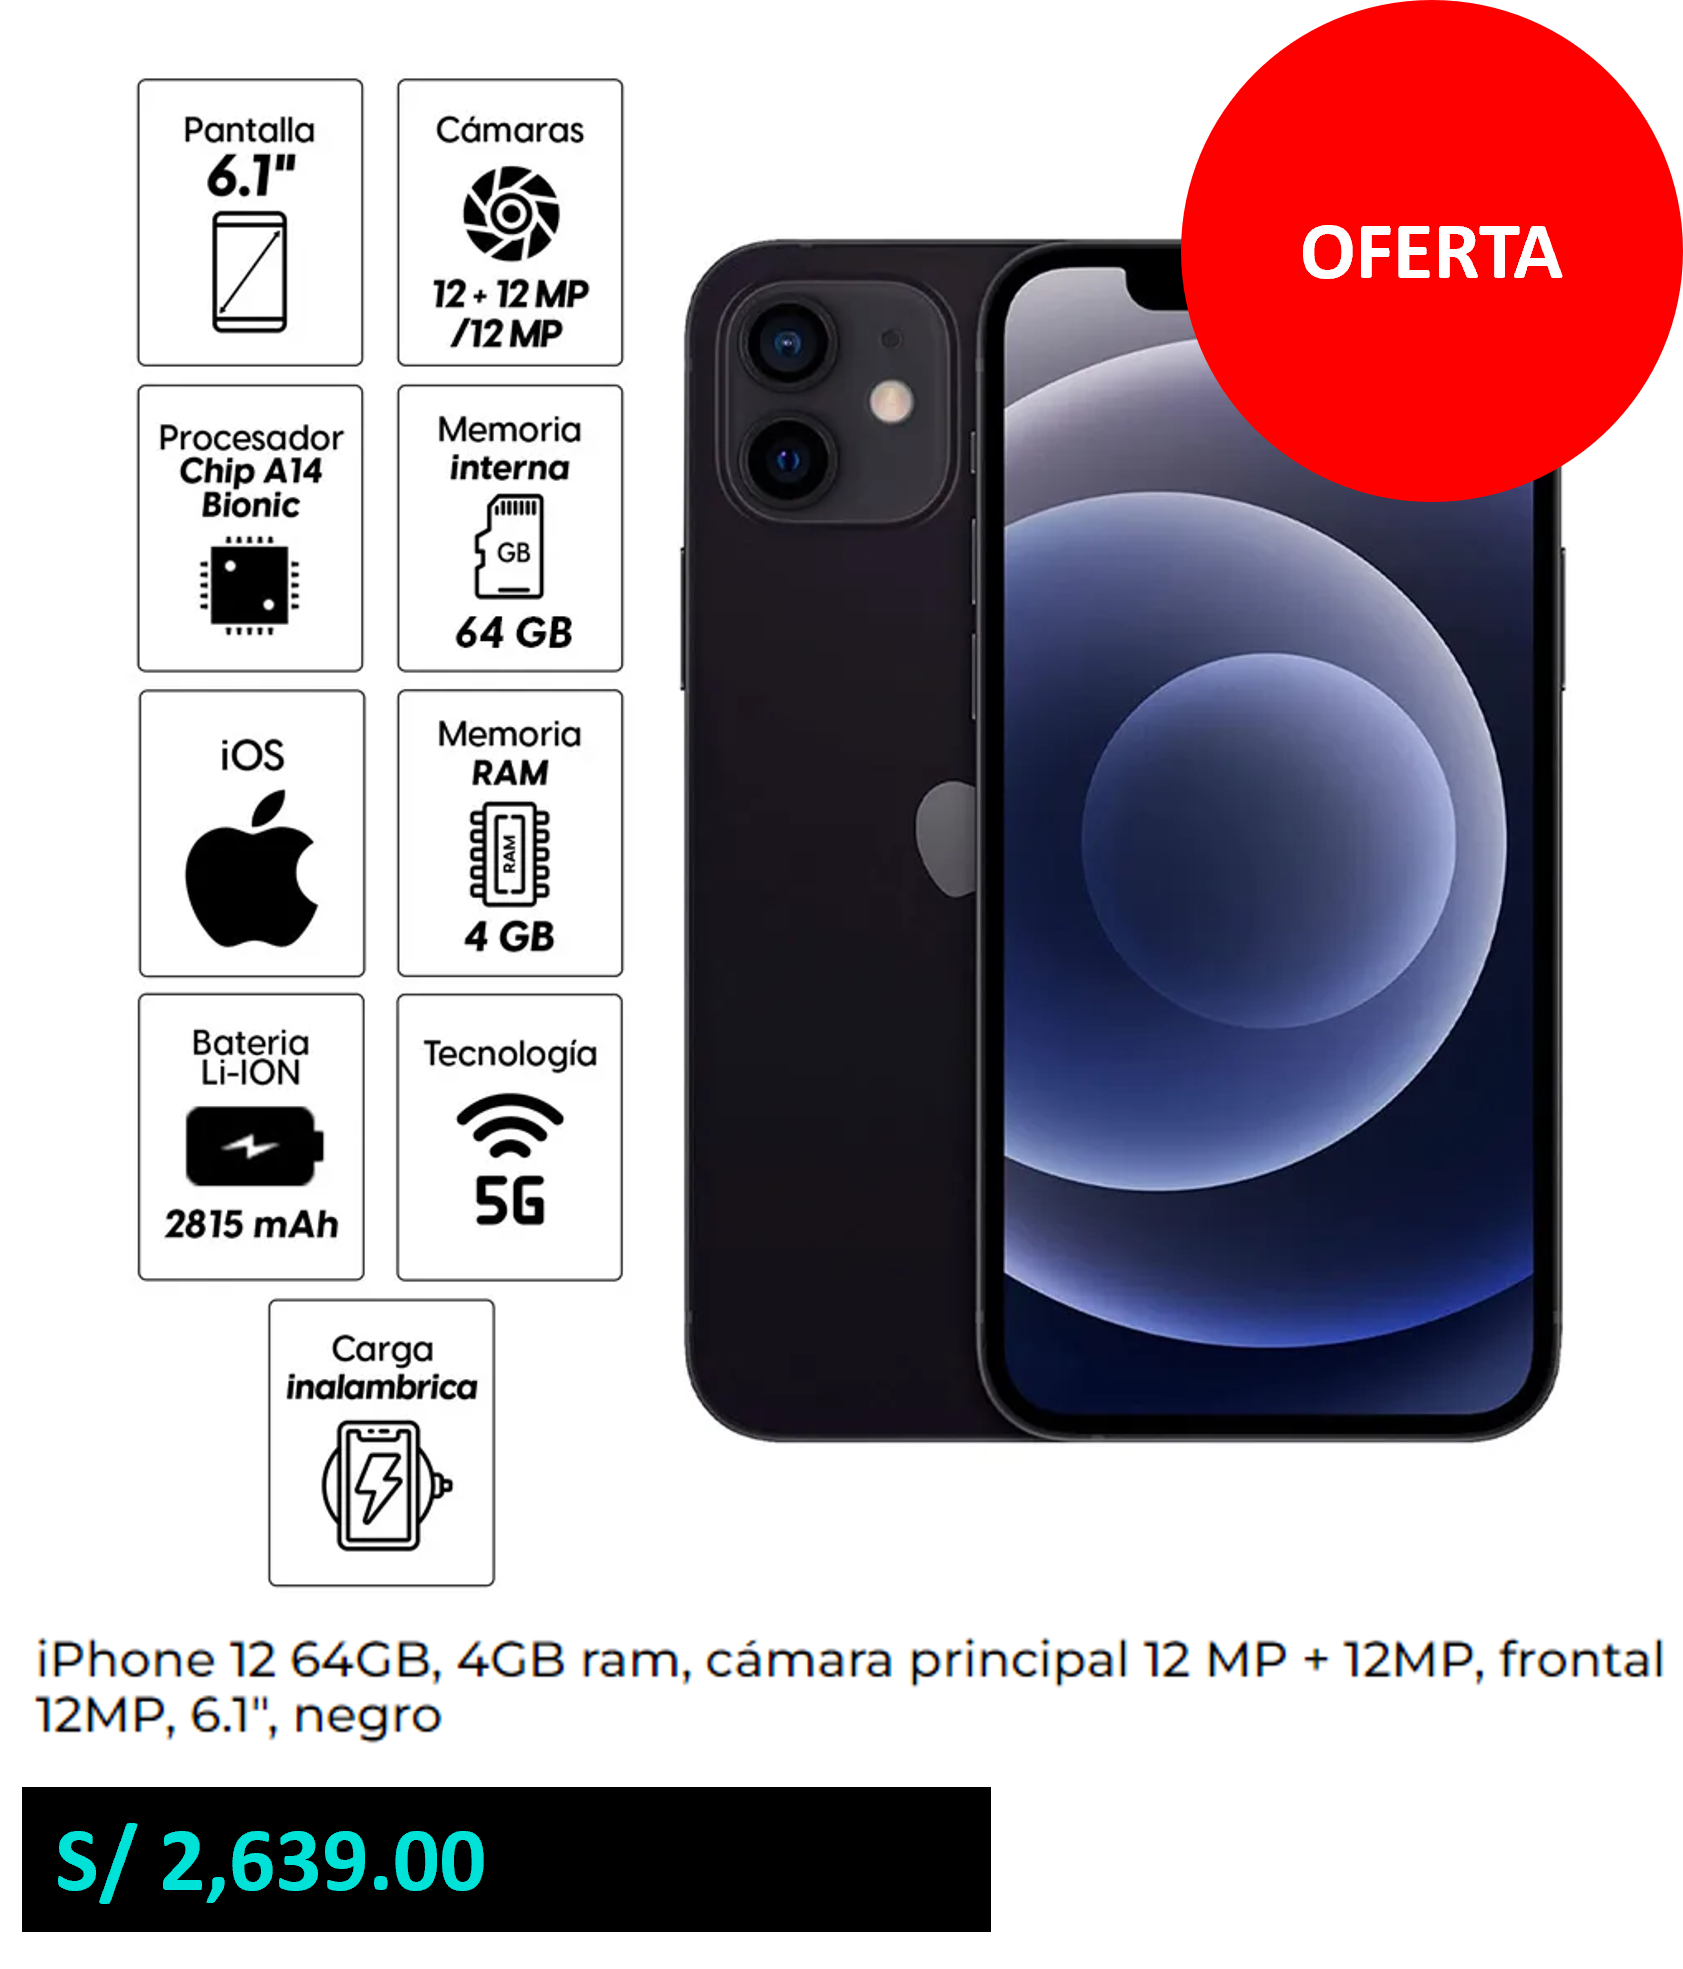 Pantalla
6.1"
Cámaras
12 + 12 MP
/12 MP
OFERTA
Procesador
Chip A14
Bionic
Memoria
interna
GB
64 GB
iOS
Memoria
RAM
RAM
4 GB
Bateria
Li-ION
2815 mAh
Tecnología
5G
Carga
inalambrica
iPhone 12 64GB, 4GB ram, cámara principal 12 MP + 12MP, frontal
12MP, 6.1", negro
S/ 2,639.00